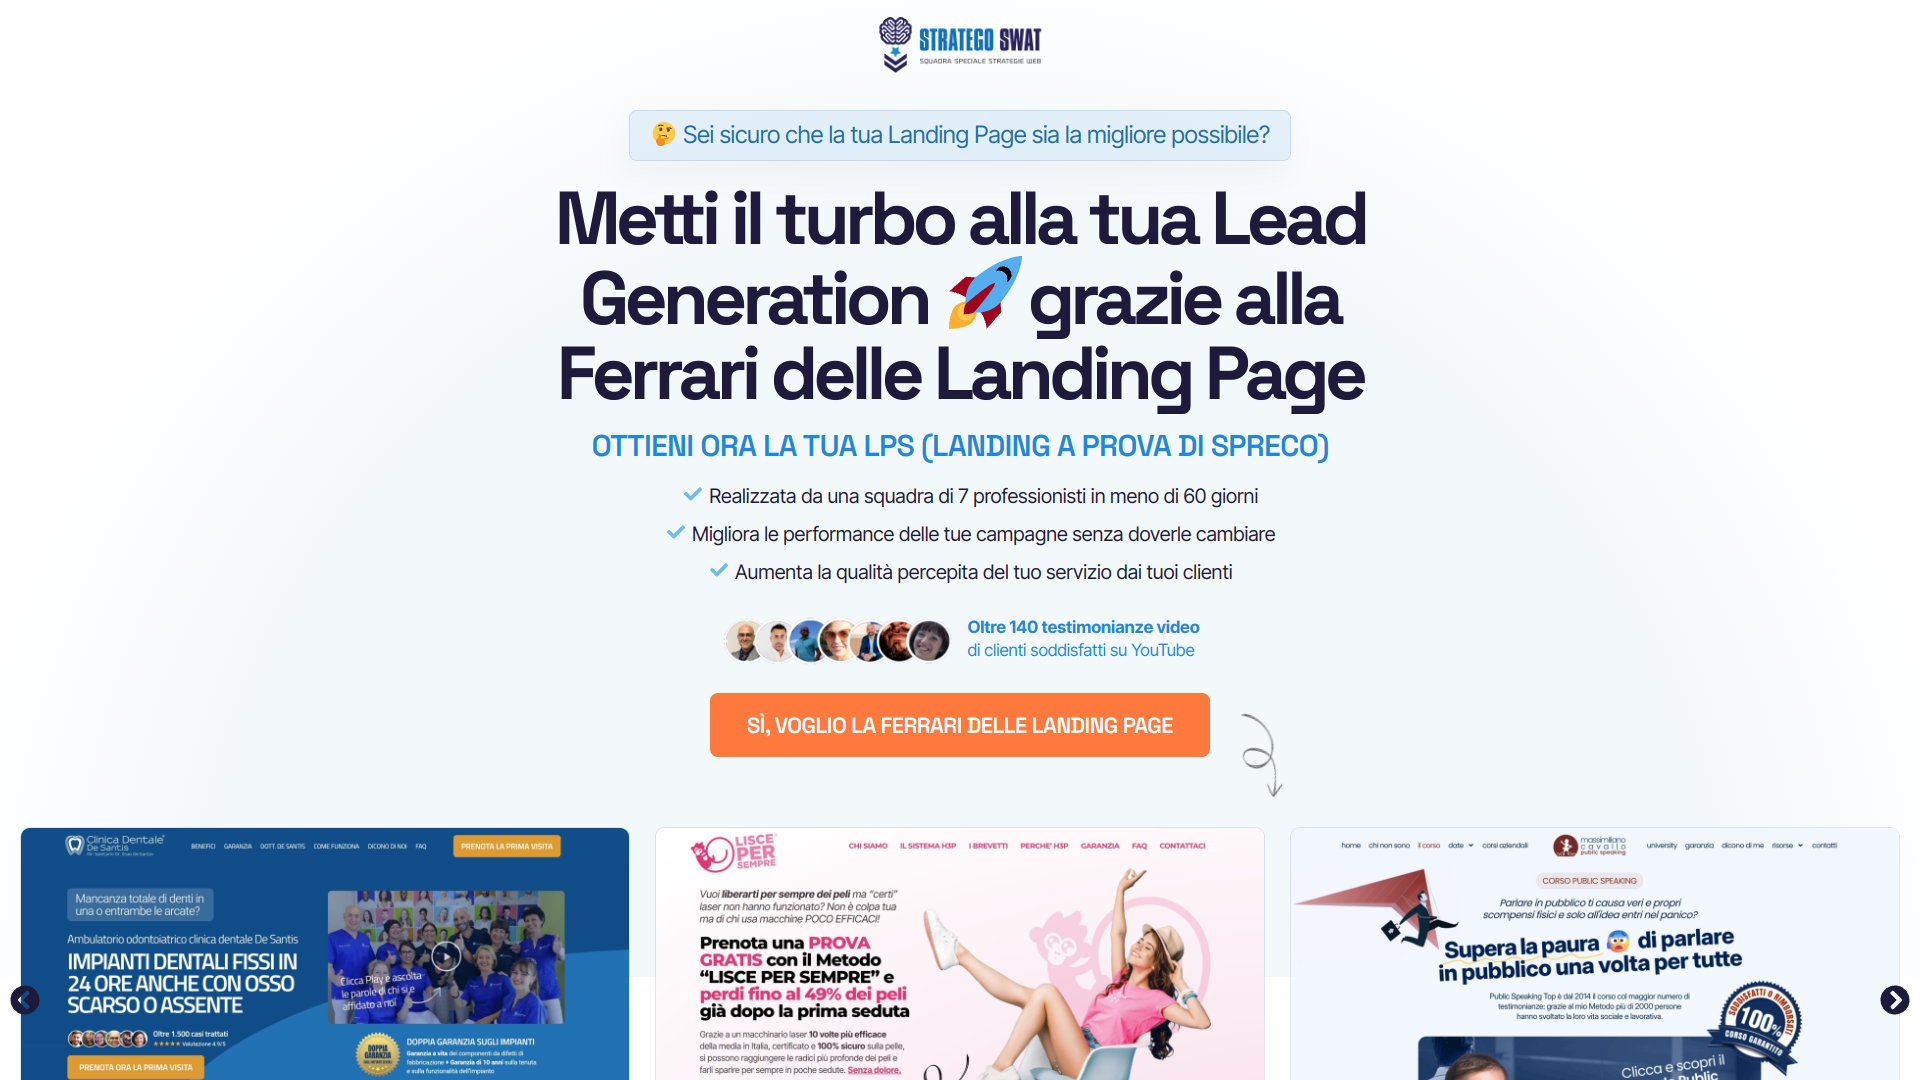 STRATEGO SWAT
SQUADRA SPECIALE STRATEGIE WEB
Sei sicuro che la tua Landing Page sia la migliore possibile?
Metti il turbo alla tua Lead
Generation 🚀 grazie alla
Ferrari delle Landing Page
OTTIENI ORA LA TUA LPS (LANDING A PROVA DI SPRECO)
Realizzata da una squadra di 7 professionisti in meno di 60 giorni
Migliora le performance delle tue campagne senza doverle cambiare
Aumenta la qualità percepita del tuo servizio dai tuoi clienti
Oltre 140 testimonianze video
di clienti soddisfatti su YouTube
SÌ, VOGLIO LA FERRARI DELLE LANDING PAGE
Clinica Dentale
De Santis
BENEFICI GARANZIA DOTT. DE SANTIS COME FUNZIONA DICONO DI NOI FAQ
PRENOTA LA PRIMA VISITA
Mancanza totale di denti in
una o entrambe le arcate?
Ambulatorio odontoiatrico clinica dentale De Santis
IMPIANTI DENTALI FISSI IN
24 ORE ANCHE CON OSSO
SCARSO O ASSENTE
Oltre 1.500 casi trattati
Valutazione 4.9/5
PRENOTA ORA LA PRIMA VISITA
Clicca Play e ascolta
le parole di chi si è
affidato a noi
DOPPIA
GARANZIA
DOPPIA GARANZIA SUGLI IMPIANTI
Garanzia a vita dei componenti da difetti di
fabbricazione + Garanzia di 10 anni sulla tenuta
e sulla funzionalità dell'impianto
LISCE
PER
SEMPRE
CHI SIAMO IL SISTEMA H3P I BREVETTI PERCHE' H3P GARANZIA FAQ CONTATTACI
Vuoi liberarti per sempre dei peli ma “certi”
laser non hanno funzionato? Non è colpa tua
ma di chi usa macchine POCO EFFICACI!
Prenota una PROVA
GRATIS con il Metodo
“LISCE PER SEMPRE” e
perdi fino al 49% dei peli
già dopo la prima seduta
Grazie a un macchinario laser 10 volte più efficace
della media in Italia, certificato e 100% sicuro sulla pelle,
si possono raggiungere le radici più profonde dei peli e
farli sparire per sempre in poche sedute. Senza dolore.
home chi non sono il corso date corsi aziendali
massimiliano
cavallo
public speaking
university garanzia dicono di me risorse contatti
CORSO PUBLIC SPEAKING
Parlare in pubblico ti causa veri e propri
scompensi fisici e solo all'idea entri nel panico?
Supera la paura 😱 di parlare
in pubblico una volta per tutte
Public Speaking Top è dal 2014 il corso col maggior numero di
testimonianze: grazie al mio Metodo più di 2000 persone
hanno svoltato la loro vita sociale e lavorativa.
SODDISFATTI O RIMBORSATI
100%
CORSO GARANTITO
Clicca e scopri il
Public